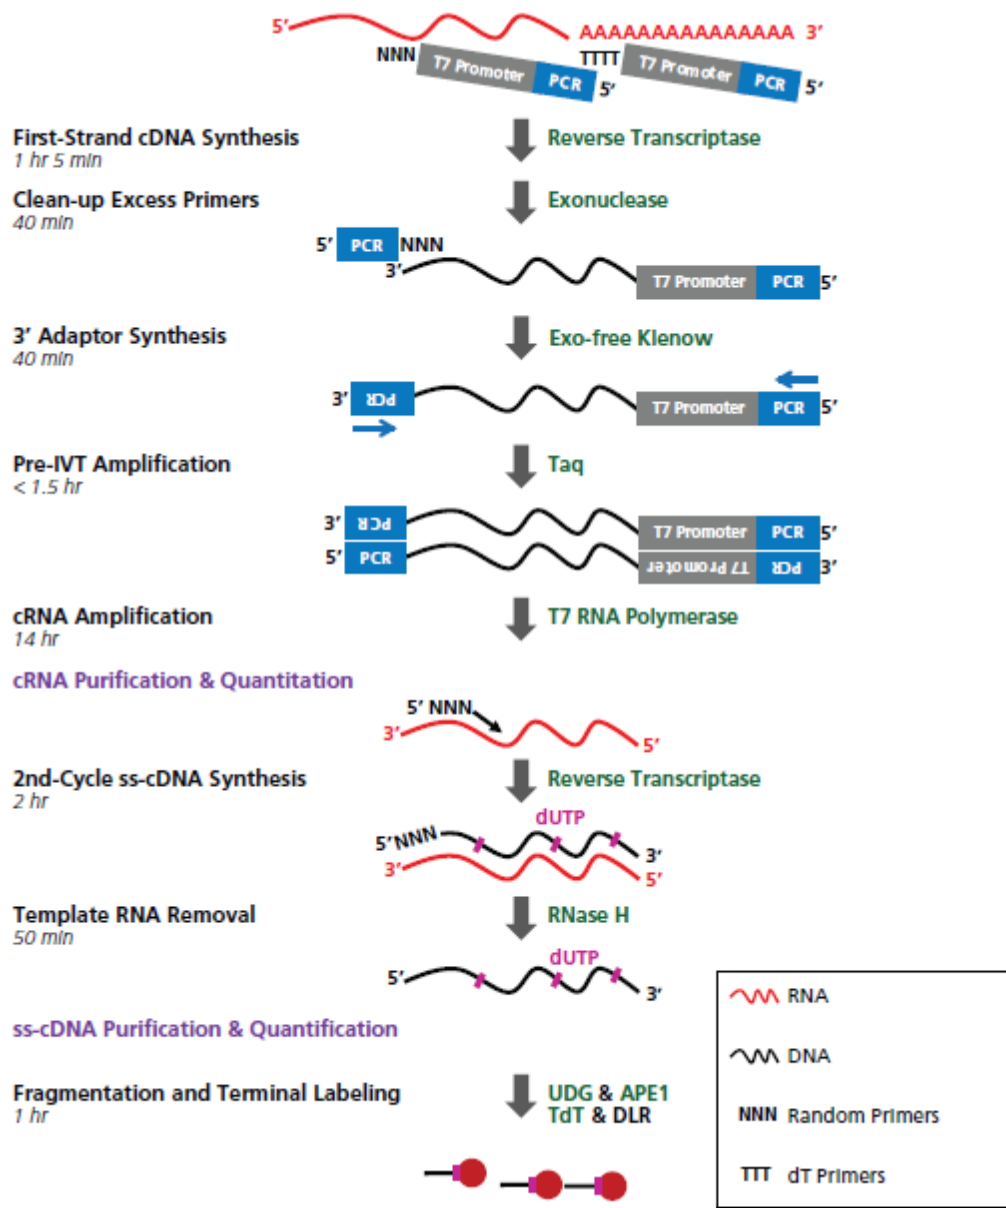 5’
AAAAAAAAAAAAAAA 3’
NNN T7 Promoter PCR 5’
TTTT T7 Promoter PCR 5’
First-Strand cDNA Synthesis
1 hr 5 min
Reverse Transcriptase
Clean-up Excess Primers
40 min
Exonuclease
5’ PCR NNN
3’
T7 Promoter PCR 5’
3’ Adaptor Synthesis
40 min
Exo-free Klenow
3’ PCR
T7 Promoter PCR 5’
Pre-IVT Amplification
< 1.5 hr
Taq
3’ PCR T7 Promoter PCR 5’
5’ PCR T7 Promoter PCR 3’
cRNA Amplification
14 hr
T7 RNA Polymerase
cRNA Purification & Quantitation
5’ NNN
3’ 5’
2nd-Cycle ss-cDNA Synthesis
2 hr
Reverse Transcriptase
dUTP
5’NNN 3’
3’ 5’
Template RNA Removal
50 min
RNase H
dUTP
5’ 3’
ss-cDNA Purification & Quantification
Fragmentation and Terminal Labeling
1 hr
UDG & APE1
TdT & DLR
RNA
DNA
NNN Random Primers
TTT dT Primers